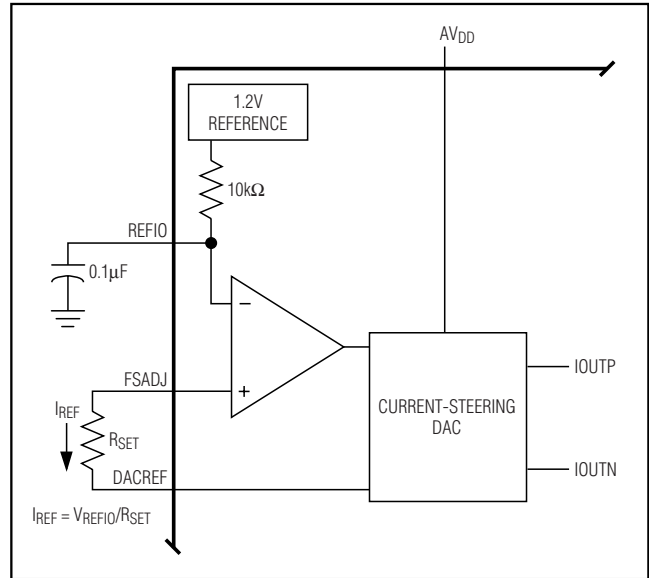 AVDD
1.2V
REFERENCE
10kΩ
REFIO
0.1µF
−
FSADJ
+
IREF
RSET
CURRENT-STEERING
DAC
IOUTP
DACREF
IOUTN
IREF = VREFIO/RSET